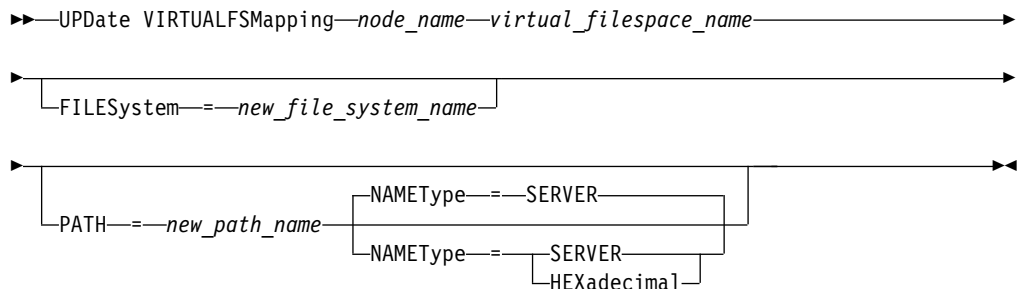 ►►—UPDate VIRTUALFSMapping—node_name—virtual_filespace_name—►
FILESystem—=—new_file_system_name
NAMEType—=—SERVER
PATH—=—new_path_name
NAMEType—=—SERVER
HEXadecimal